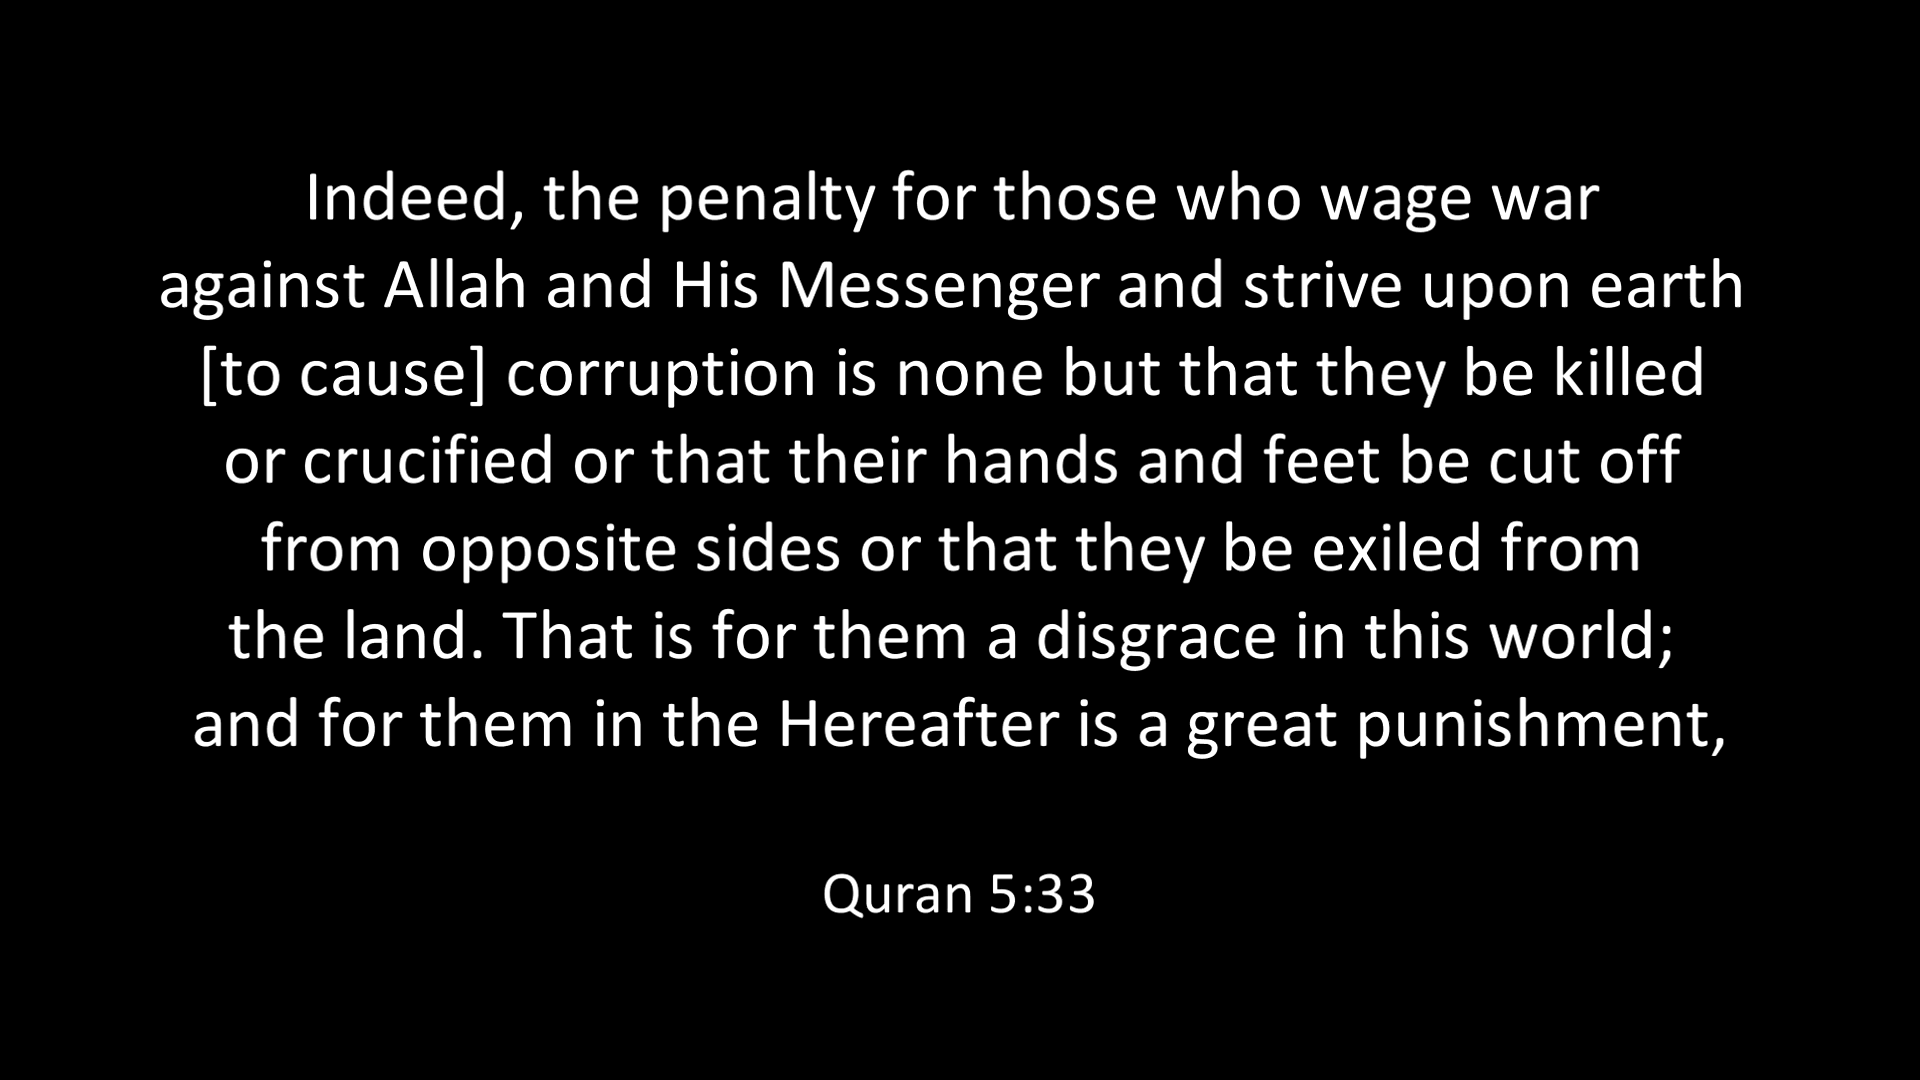 Indeed, the penalty for those who wage war
against Allah and His Messenger and strive upon earth
[to cause] corruption is none but that they be killed
or crucified or that their hands and feet be cut off
from opposite sides or that they be exiled from
the land. That is for them a disgrace in this world;
and for them in the Hereafter is a great punishment,
Quran 5:33